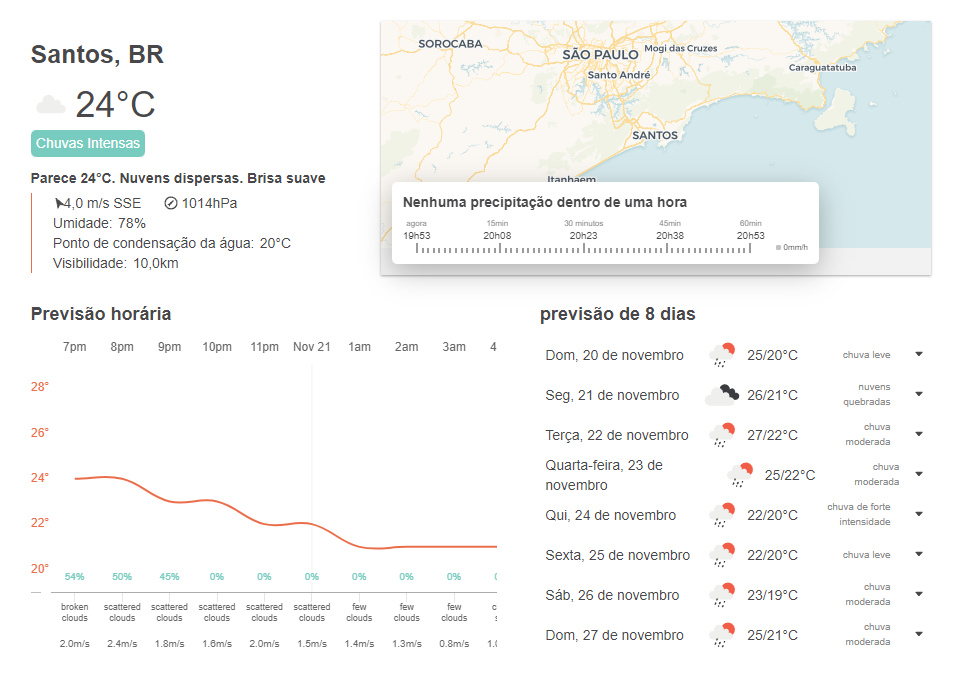 Santos, BR
24°C
Chuvas Intensas
Parece 24°C. Nuvens dispersas. Brisa suave
4,0 m/s SSE 1014hPa
Umidade: 78%
Ponto de condensação da água: 20°C
Visibilidade: 10,0km
SOROCABA
SÃO PAULO
Mogi das Cruzes
Santo André
Caraguatatuba
SANTOS
Itanhaem
Nenhuma precipitação dentro de uma hora
agora 15min 30 minutos 45min 60min
19h53 20h08 20h23 20h38 20h53
0mm/h
Previsão horária
7pm 8pm 9pm 10pm 11pm Nov 21 1am 2am 3am 4
28°
26°
24°
22°
20°
54% 50% 45% 0% 0% 0% 0% 0% 0%
broken scattered scattered scattered scattered scattered few few few
clouds clouds clouds clouds clouds clouds clouds clouds clouds
2.0m/s 2.4m/s 1.8m/s 1.6m/s 2.0m/s 1.5m/s 1.4m/s 1.3m/s 0.8m/s
previsão de 8 dias
Dom, 20 de novembro 25/20°C chuva leve
Seg, 21 de novembro 26/21°C nuvens
quebradas
Terça, 22 de novembro 27/22°C chuva
moderada
Quarta-feira, 23 de
novembro 25/22°C chuva
moderada
Qui, 24 de novembro 22/20°C chuva de forte
intensidade
Sexta, 25 de novembro 22/20°C chuva leve
Sáb, 26 de novembro 23/19°C chuva
moderada
Dom, 27 de novembro 25/21°C chuva
moderada